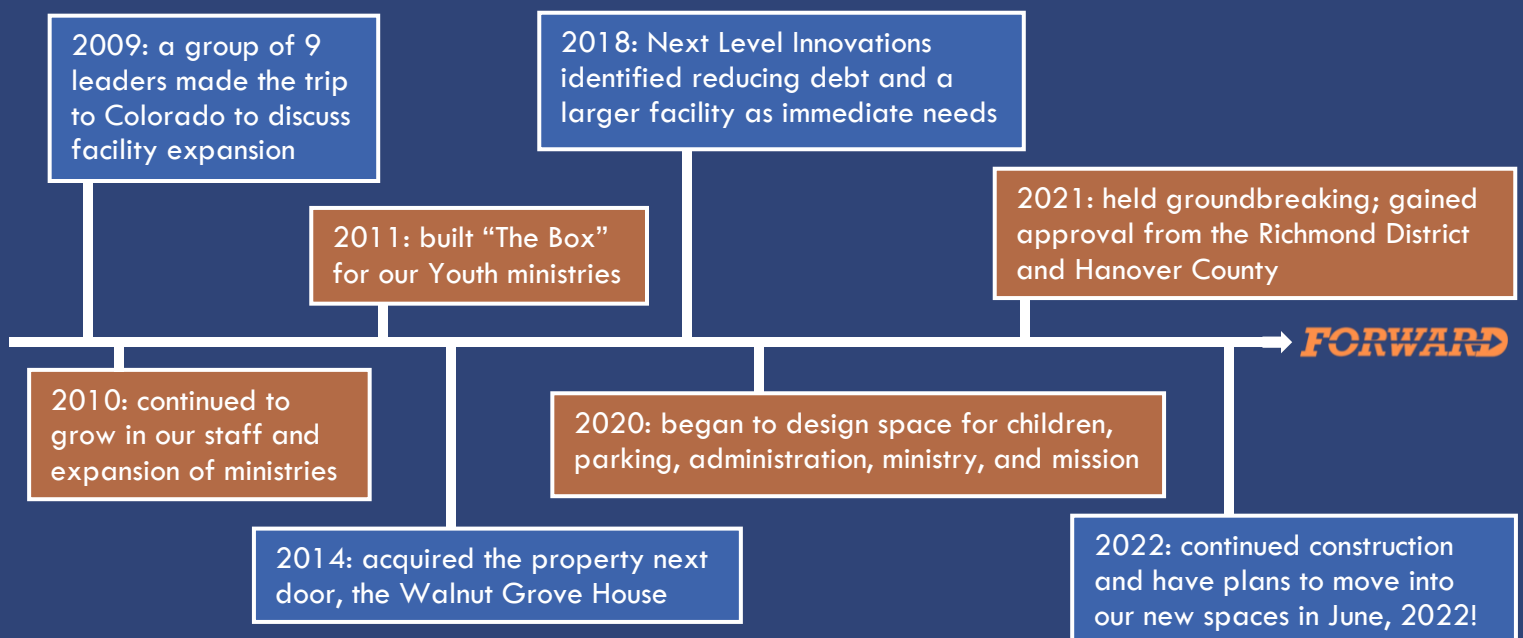 2009: a group of 9
leaders made the trip
to Colorado to discuss
facility expansion
2010: continued to
grow in our staff and
expansion of ministries
2011: built “The Box”
for our Youth ministries
2014: acquired the property next
door, the Walnut Grove House
2018: Next Level Innovations
identified reducing debt and a
larger facility as immediate needs
2020: began to design space for children,
parking, administration, ministry, and mission
2021: held groundbreaking; gained
approval from the Richmond District
and Hanover County
2022: continued construction
and have plans to move into
our new spaces in June, 2022!
FORWARD